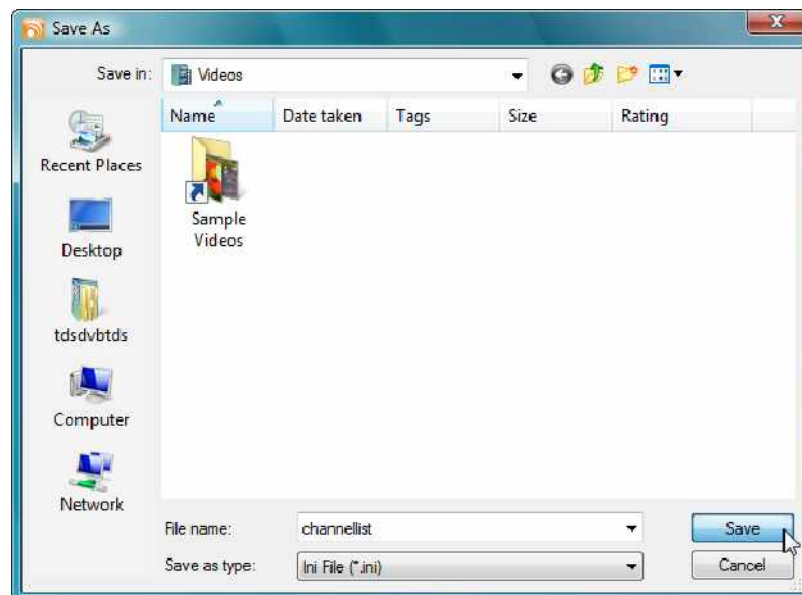 Save As
Save in:
Videos
Name
Date taken
Tags
Size
Rating
Recent Places
Desktop
tdsdvbtds
Computer
Network
Sample
Videos
File name:
channellist
Save
Save as type:
Ini File (*.ini)
Cancel